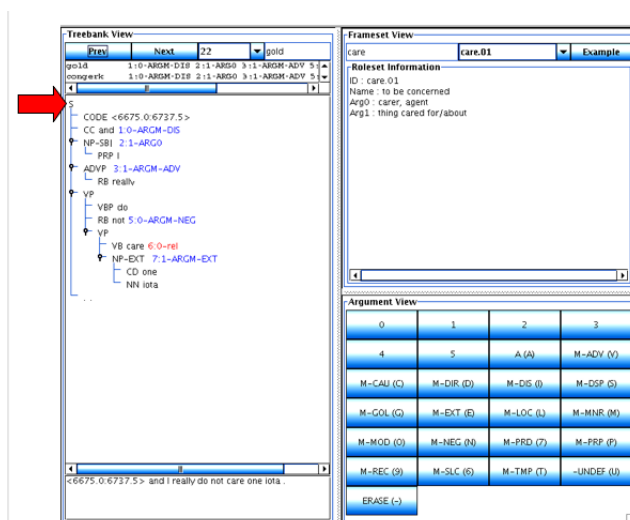 Treebank View
Prev Next 22 gold
gold 1:0-ARGM-DIS 2:1-ARG0 3:1-ARGM-ADV 5:
congerk 1:0-ARGM-DIS 2:1-ARG0 3:1-ARGM-ADV 5:
S
CODE <6675.0:6737.5>
CC and 1:0-ARGM-DIS
NP-SBJ 2:1-ARG0
PRP I
ADVP 3:1-ARGM-ADV
RB really
VP
VBP do
RB not 5:0-ARGM-NEG
VP
VB care 6:0-rel
NP-EXT 7:1-ARGM-EXT
CD one
NN iota
. .
<6675.0:6737.5> and I really do not care one iota .
Frameset View
care care.01 Example
Roleset Information
ID : care.01
Name : to be concerned
Arg0 : carer, agent
Arg1 : thing cared for/about
Argument View
0 1 2 3
4 5 A (A) M-ADV (V)
M-CAU (C) M-DIR (D) M-DIS (I) M-DSP (S)
M-GOL (G) M-EXT (E) M-LOC (L) M-MNR (M)
M-MOD (O) M-NEG (N) M-PRD (7) M-PRP (P)
M-REC (9) M-SLC (6) M-TMP (T) -UNDEF (U)
ERASE (-)